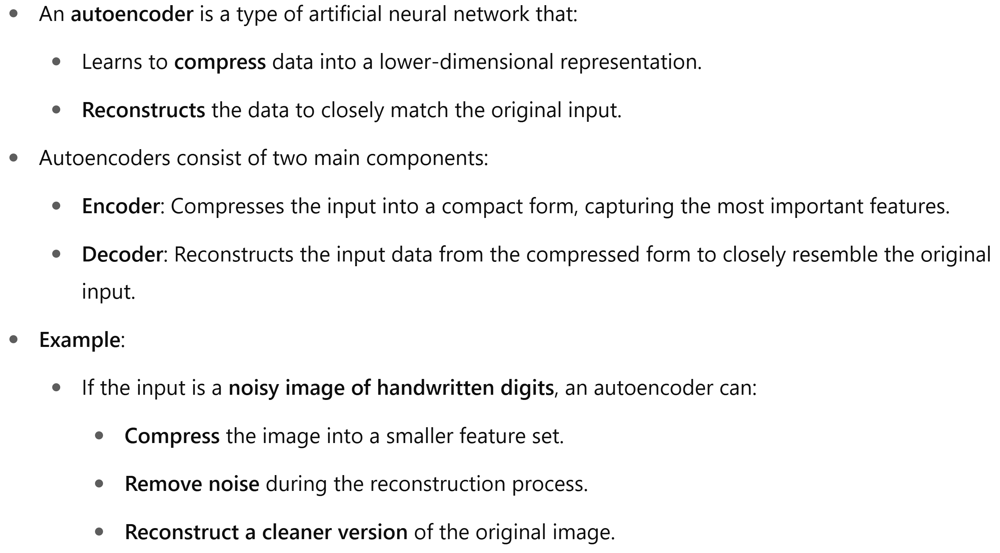 An autoencoder is a type of artificial neural network that:
Learns to compress data into a lower-dimensional representation.
Reconstructs the data to closely match the original input.
Autoencoders consist of two main components:
Encoder: Compresses the input into a compact form, capturing the most important features.
Decoder: Reconstructs the input data from the compressed form to closely resemble the original
input.
Example:
If the input is a noisy image of handwritten digits, an autoencoder can:
Compress the image into a smaller feature set.
Remove noise during the reconstruction process.
Reconstruct a cleaner version of the original image.